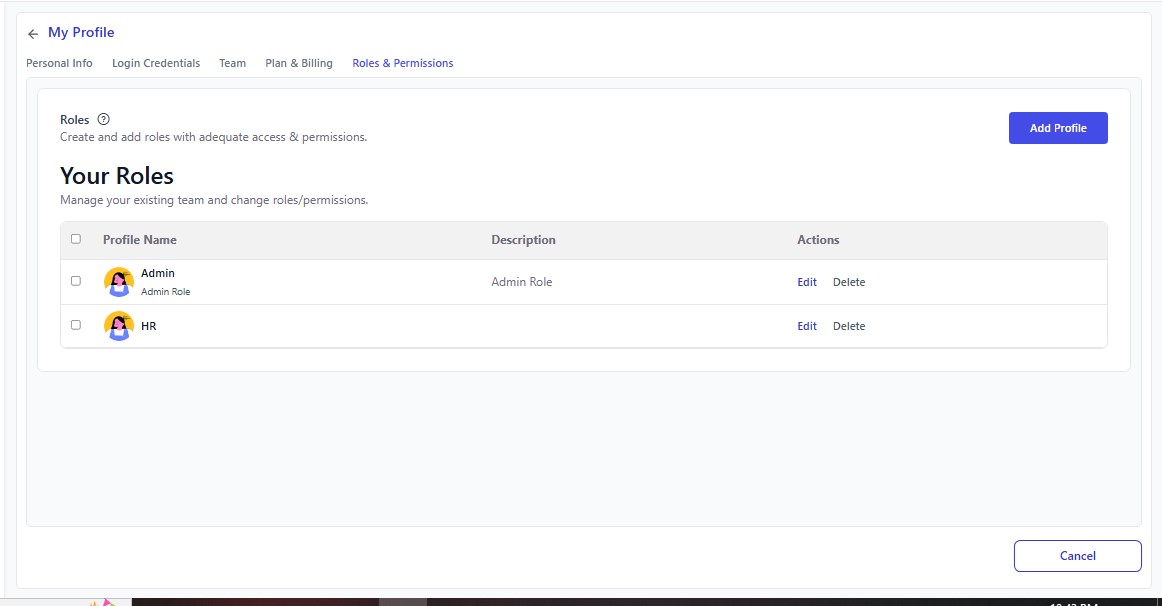 My Profile
Personal Info Login Credentials Team Plan & Billing Roles & Permissions
Roles
Create and add roles with adequate access & permissions.
Add Profile
Your Roles
Manage your existing team and change roles/permissions.
Profile Name Description Actions
Admin
Admin Role
Admin Role
Edit Delete
HR
Edit Delete
Cancel